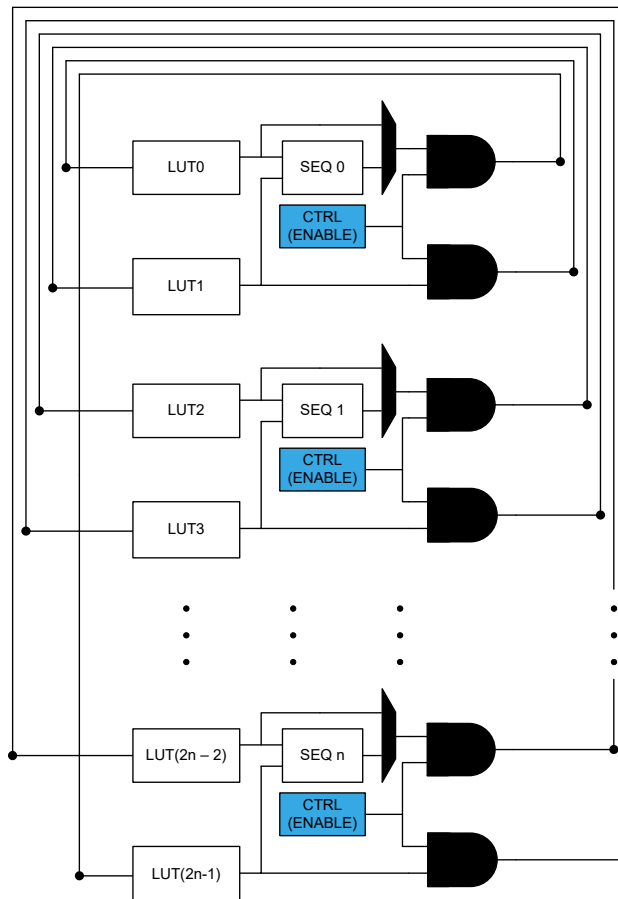 LUT0
SEQ 0
CTRL
(ENABLE)
LUT1
LUT2
SEQ 1
CTRL
(ENABLE)
LUT3
LUT(2n – 2)
SEQ n
CTRL
(ENABLE)
LUT(2n-1)